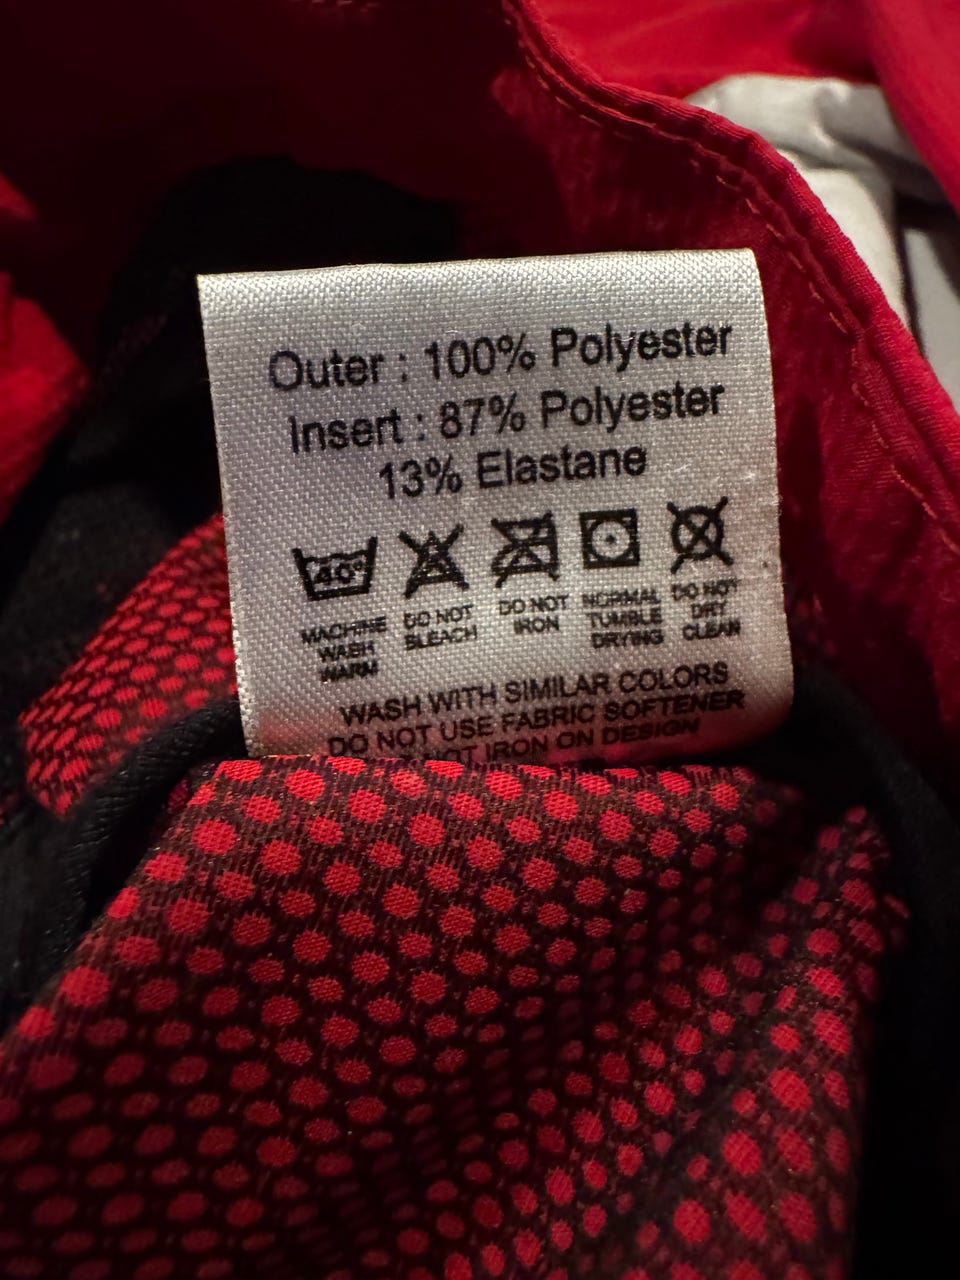 Outer : 100% Polyester
Insert : 87% Polyester
13% Elastane
40°
MACHINE WASH WARM
DO NOT BLEACH
DO NOT IRON
NORMAL TUMBLE DRYING
DO NOT DRY CLEAN
WASH WITH SIMILAR COLORS
DO NOT USE FABRIC SOFTENER
NOT IRON ON DESIGN